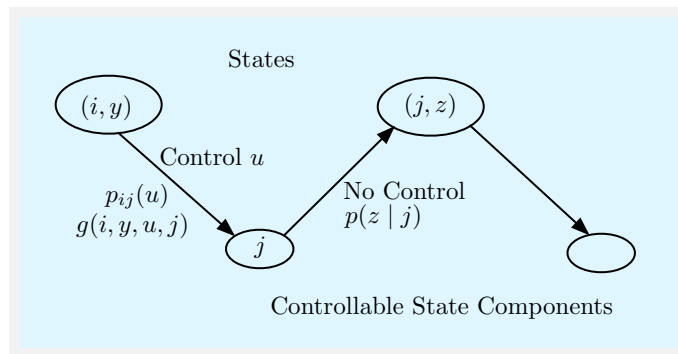 States
(i, y)
(j, z)
Control u
p_{ij}(u)
g(i, y, u, j)
No Control
p(z | j)
j
Controllable State Components